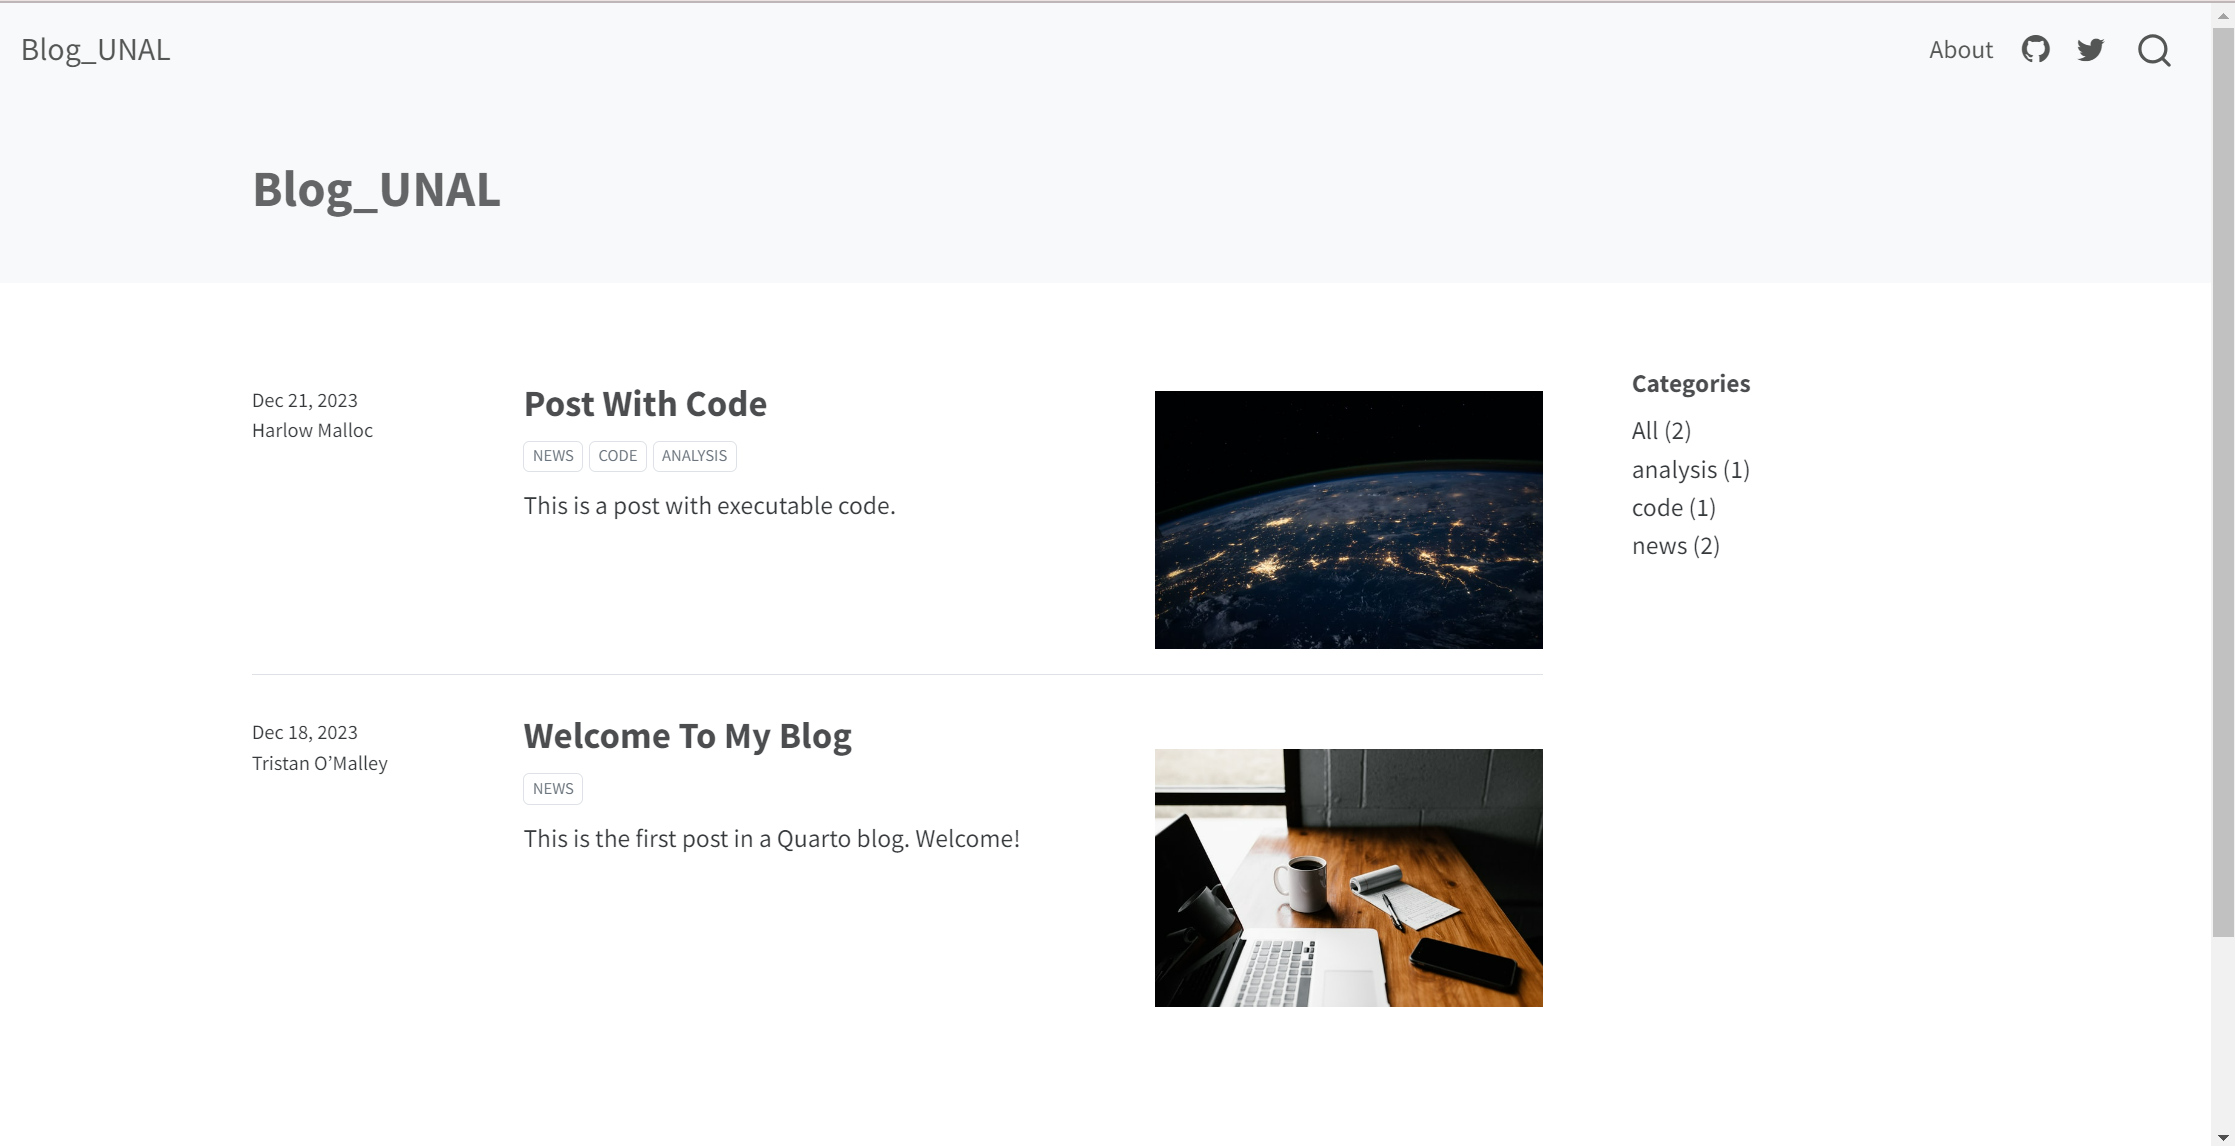 Blog_UNAL
About
Blog_UNAL
Dec 21, 2023
Harlow Malloc
Post With Code
NEWS CODE ANALYSIS
This is a post with executable code.
Categories
All (2)
analysis (1)
code (1)
news (2)
Dec 18, 2023
Tristan O’Malley
Welcome To My Blog
NEWS
This is the first post in a Quarto blog. Welcome!